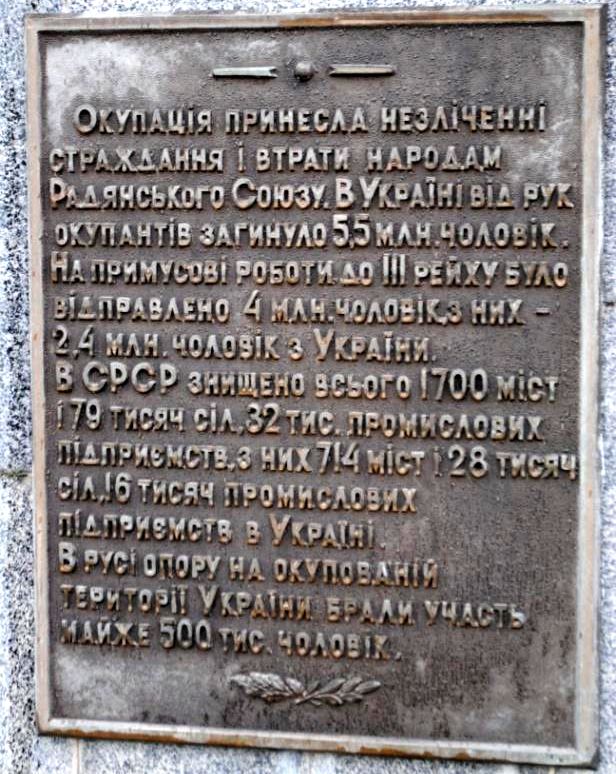 Окупація принесла незліченні
страждання і втрати народам
Радянського Союзу. В Україні від рук
окупантів загинуло 5,5 млн. чоловік.
На примусові роботи до III рейху було
відправлено 4 млн. чоловік, з них -
2,4 млн. чоловік з України.
В СРСР знищено всього 1700 міст
і 79 тисяч сіл, 32 тис. промислових
підприємств, з них 714 міст і 28 тисяч
сіл, 16 тисяч промислових
підприємств в Україні.
В русі опору на окупованій
території України брали участь
майже 500 тис. чоловік.